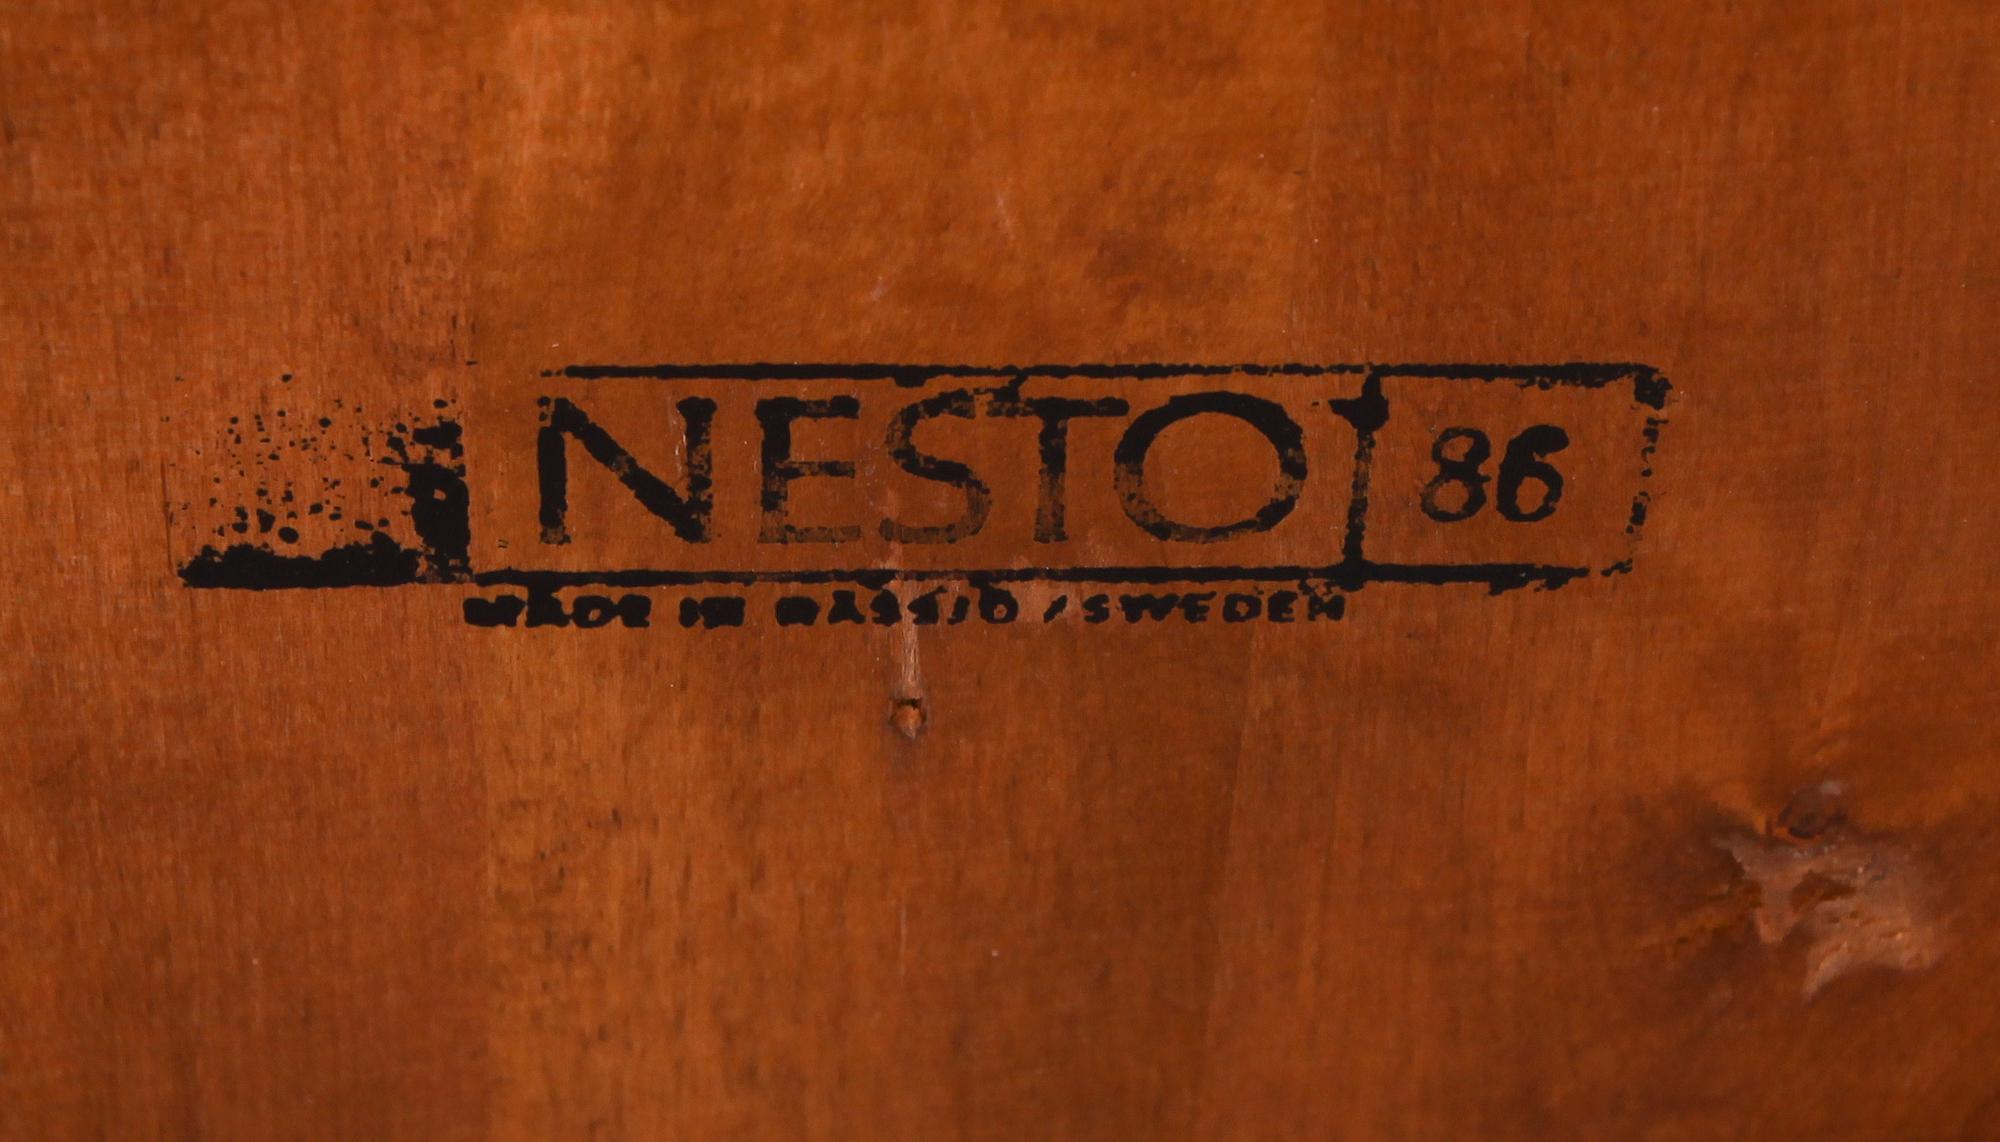 NESTO 86
MADE IN NÄSSJÖ / SWEDEN